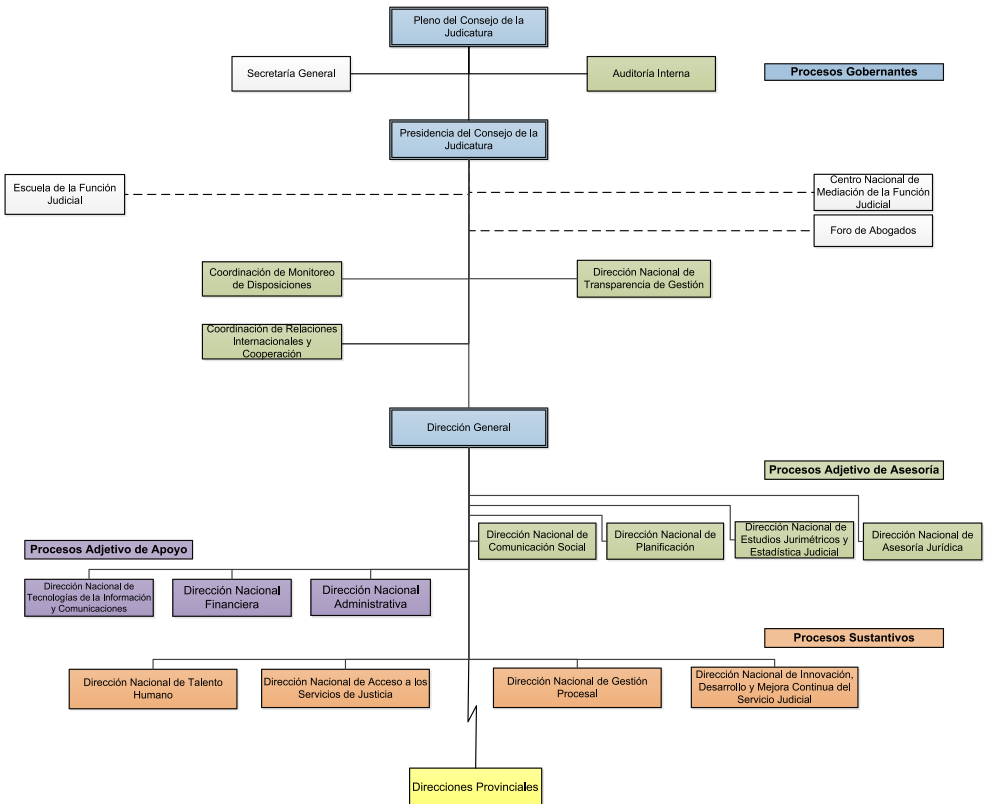 Pleno del Consejo de la
Judicatura
Secretaría General
Auditoría Interna
Procesos Gobernantes
Presidencia del Consejo de la
Judicatura
Escuela de la Función
Judicial
Centro Nacional de
Mediación de la Función
Judicial
Foro de Abogados
Coordinación de Monitoreo
de Disposiciones
Dirección Nacional de
Transparencia de Gestión
Coordinación de Relaciones
Internacionales y
Cooperación
Dirección General
Procesos Adjetivo de Asesoría
Dirección Nacional de
Comunicación Social
Dirección Nacional de
Planificación
Dirección Nacional de
Estudios Jurimétricos y
Estadística Judicial
Dirección Nacional de
Asesoría Jurídica
Procesos Adjetivo de Apoyo
Dirección Nacional de
Tecnologías de la Información
y Comunicaciones
Dirección Nacional
Financiera
Dirección Nacional
Administrativa
Procesos Sustantivos
Dirección Nacional de Talento
Humano
Dirección Nacional de Acceso a los
Servicios de Justicia
Dirección Nacional de Gestión
Procesal
Dirección Nacional de Innovación,
Desarrollo y Mejora Continua del
Servicio Judicial
Direcciones Provinciales